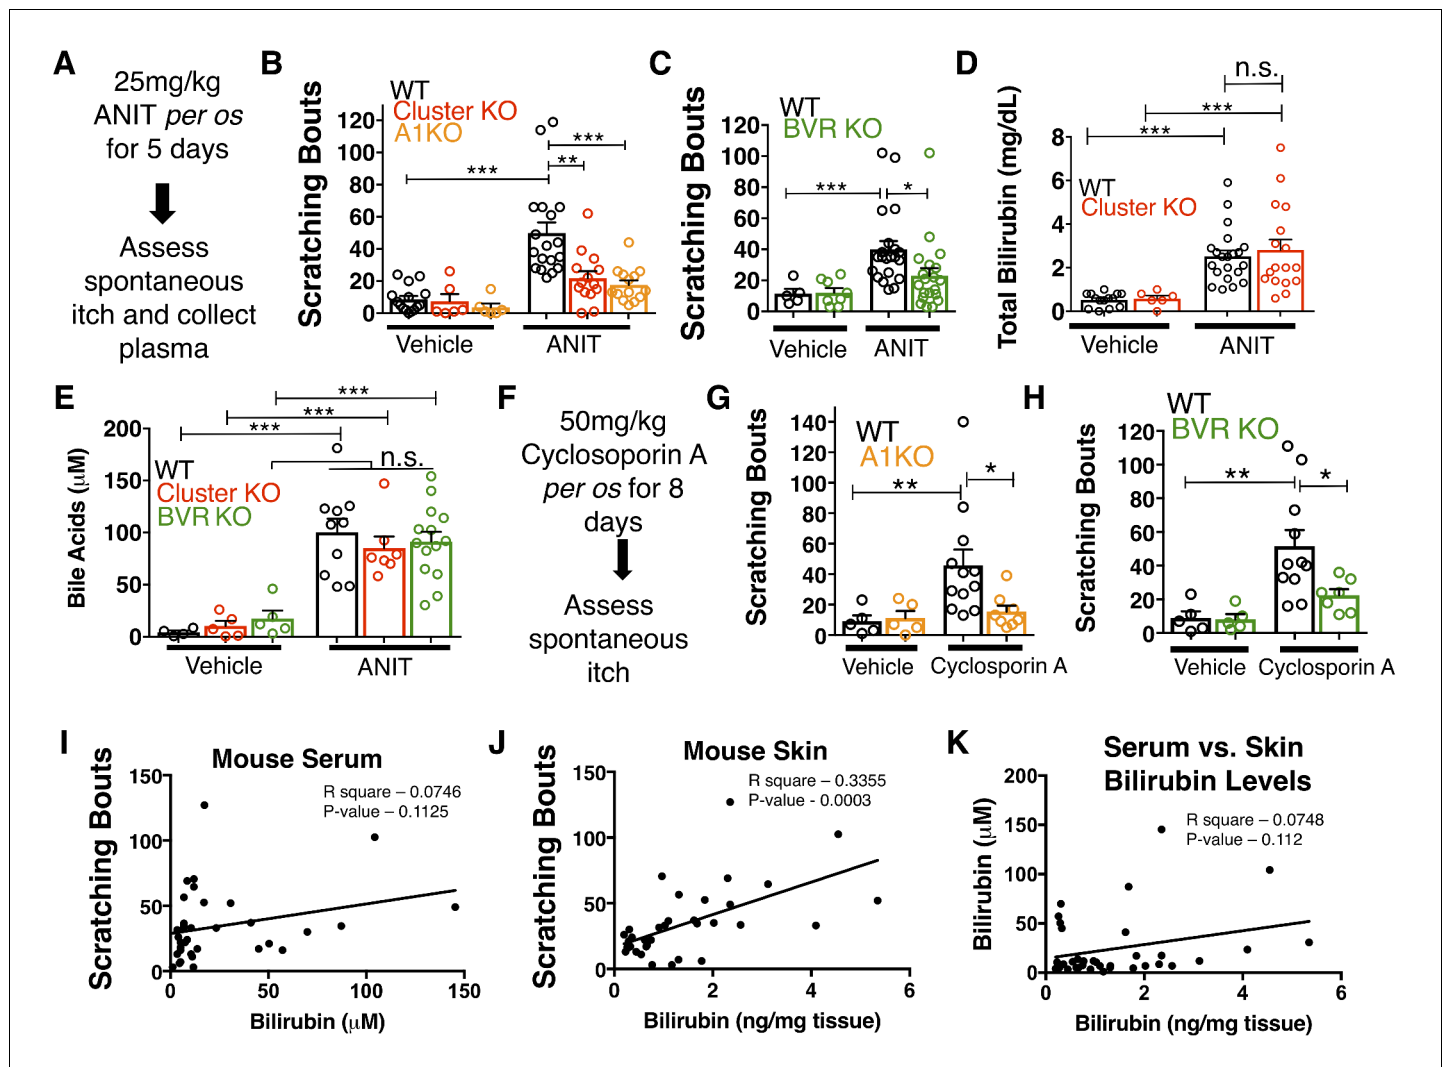 A
25mg/kg
ANIT per os
for 5 days
Assess
spontaneous
itch and collect
plasma
B
Scratching Bouts
WT
Cluster KO
A1KO
120
100
80
60
40
20
0
***
**
***
Vehicle
ANIT
C
Scratching Bouts
WT
BVR KO
120
100
80
60
40
20
0
***
*
Vehicle
ANIT
D
Total Bilirubin (mg/dL)
n.s.
***
***
WT
Cluster KO
8
6
4
2
0
Vehicle
ANIT
E
Bile Acids (μM)
***
***
***
n.s.
WT
Cluster KO
BVR KO
200
150
100
50
0
Vehicle
ANIT
F
50mg/kg
Cyclosoporin A
per os for 8
days
Assess
spontaneous
itch
G
Scratching Bouts
WT
A1KO
140
120
100
80
60
40
20
0
**
*
Vehicle
Cyclosporin A
H
Scratching Bouts
WT
BVR KO
120
100
80
60
40
20
0
**
*
Vehicle
Cyclosporin A
I
Mouse Serum
Scratching Bouts
R square – 0.0746
P-value – 0.1125
150
100
50
0
0
50
100
150
Bilirubin (μM)
J
Mouse Skin
Scratching Bouts
R square – 0.3355
P-value - 0.0003
150
100
50
0
0
2
4
6
Bilirubin (ng/mg tissue)
K
Serum vs. Skin
Bilirubin Levels
Bilirubin (μM)
R square – 0.0748
P-value – 0.112
200
150
100
50
0
0
2
4
6
Bilirubin (ng/mg tissue)